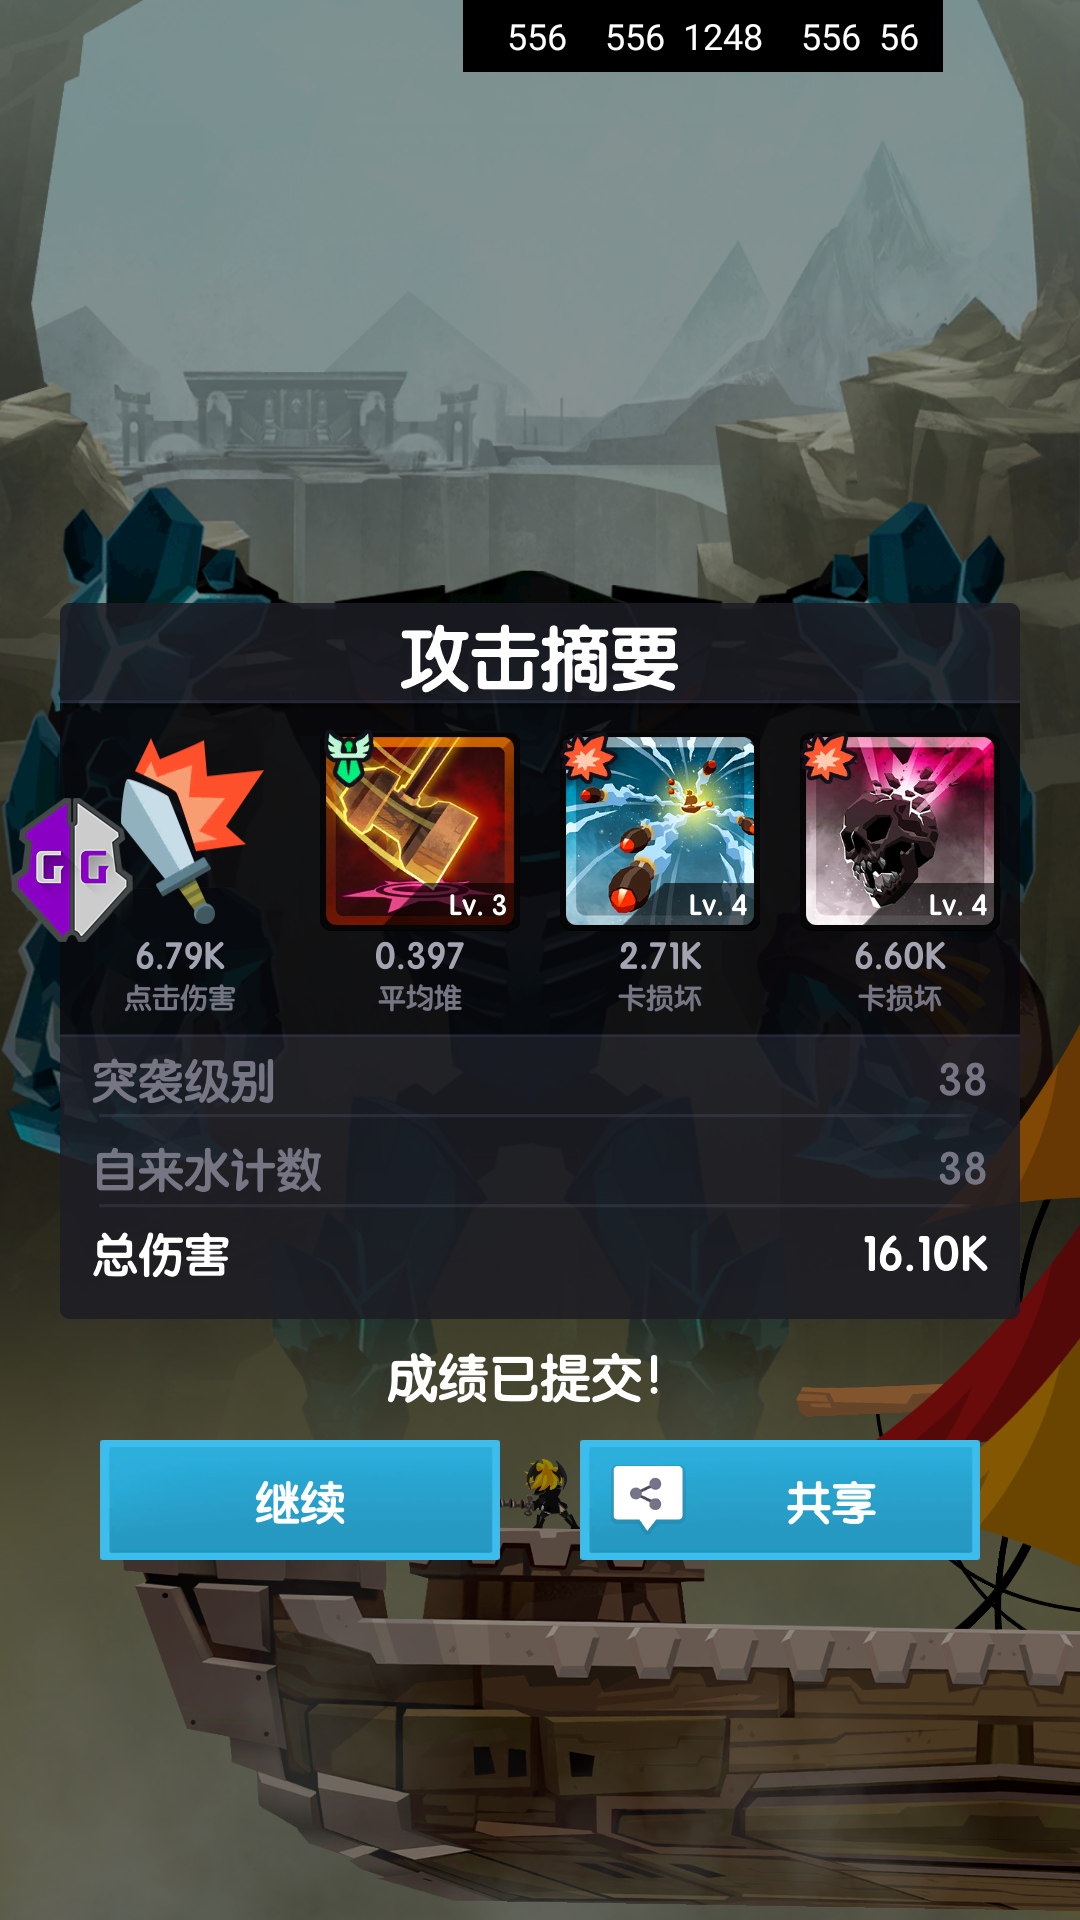 556 556 1248 556 56
攻击摘要
Lv. 3 Lv. 4 Lv. 4
G G
6.79K 0.397 2.71K 6.60K
点击伤害 平均堆 卡损坏 卡损坏
突袭级别 38
自来水计数 38
总伤害 16.10K
成绩已提交!
继续 共享